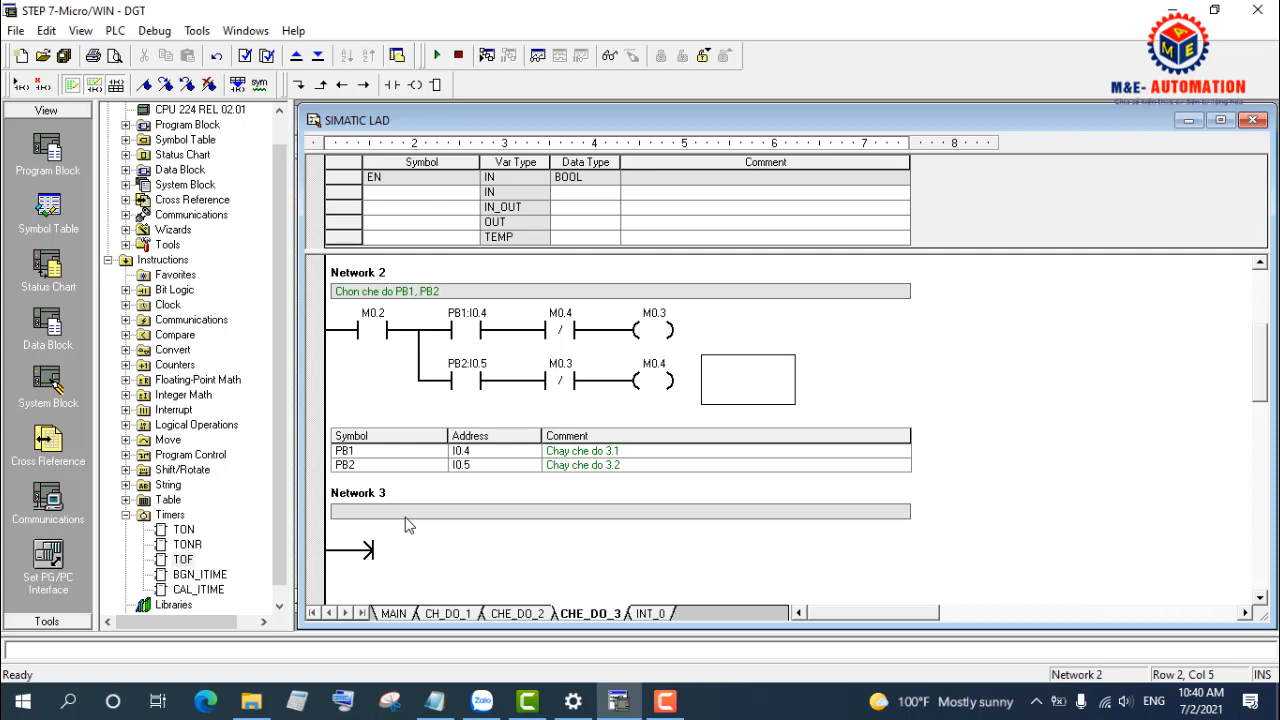 STEP 7-Micro/WIN - DGT
File Edit View PLC Debug Tools Windows Help
M&E- AUTOMATION
View
Program Block
Symbol Table
Status Chart
Data Block
System Block
Cross Reference
Communications
Set PG/PC
Interface
Tools
CPU 224 REL 02.01
Program Block
Symbol Table
Status Chart
Data Block
System Block
Cross Reference
Communications
Wizards
Tools
Instructions
Favorites
Bit Logic
Clock
Communications
Compare
Convert
Counters
Floating-Point Math
Integer Math
Interrupt
Logical Operations
Move
Program Control
Shift/Rotate
String
Table
Timers
TON
TONR
TOF
BGN_ITIME
CAL_ITIME
Libraries
SIMATIC LAD
2 3 4 5 6 7 8
Symbol Var Type Data Type Comment
EN IN BOOL
IN
IN_OUT
OUT
TEMP
Network 2
Chon che do PB1, PB2
M0.2 PB1:I0.4 M0.4 M0.3
PB2:I0.5 M0.3 M0.4
Symbol Address Comment
PB1 I0.4 Chay che do 3.1
PB2 I0.5 Chay che do 3.2
Network 3
MAIN CH_DO_1 CHE_DO_2 CHE_DO_3 INT_0
Ready Network 2 Row 2, Col 5 INS
100°F Mostly sunny ENG 10:40 AM
7/2/2021